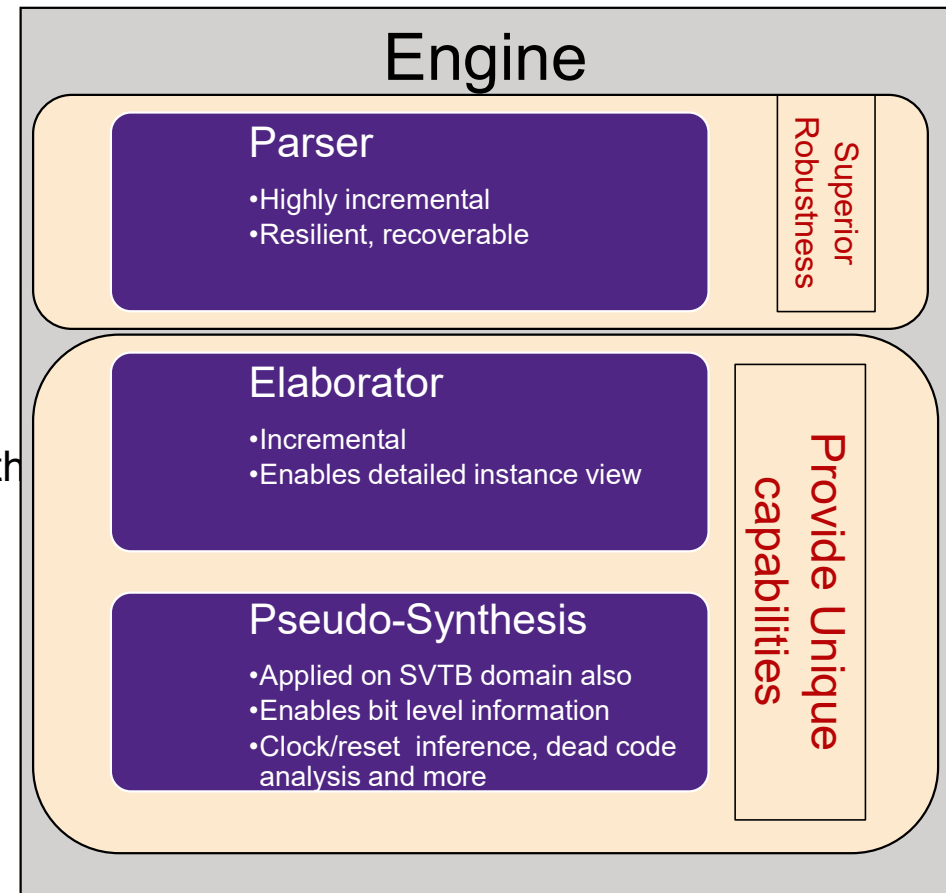 Engine
Parser
•Highly incremental
•Resilient, recoverable
Superior
Robustness
th
Elaborator
•Incremental
•Enables detailed instance view
Pseudo-Synthesis
•Applied on SVTB domain also
•Enables bit level information
•Clock/reset inference, dead code
analysis and more
Provide Unique
capabilities